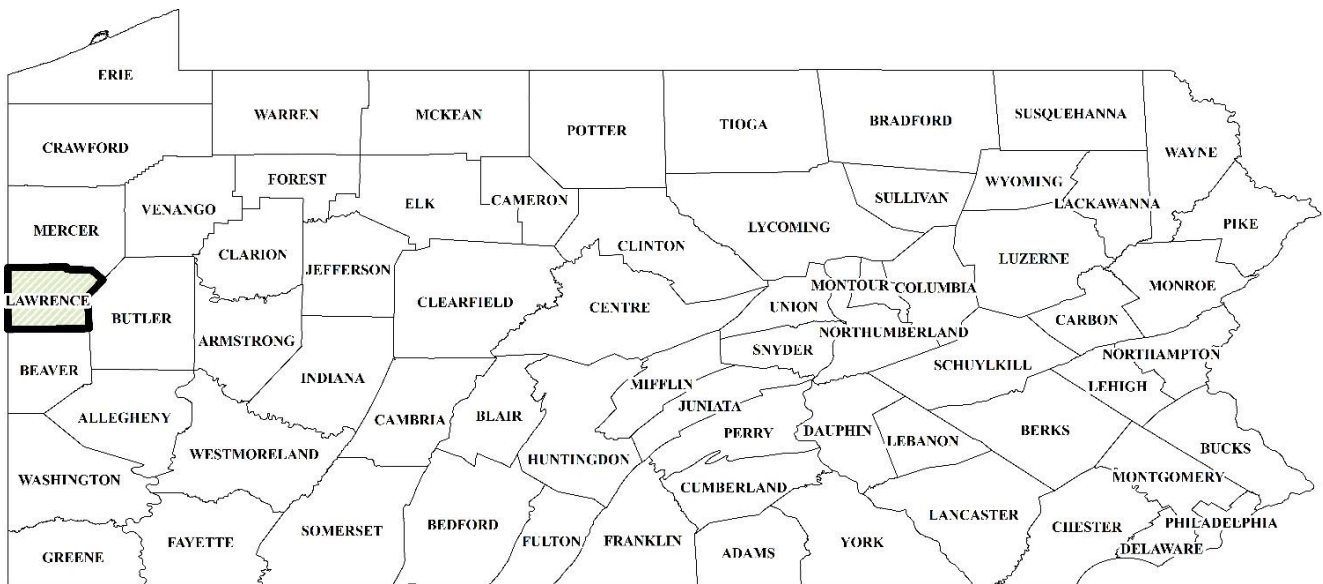 ERIE
CRAWFORD
WARREN
MCKEAN
POTTER
TIOGA
BRADFORD
SUSQUEHANNA
WAYNE
FOREST
VENANGO
ELK
CAMERON
SULLIVAN
WYOMING
LACKAWANNA
PIKE
MERCER
CLARION
JEFFERSON
CLINTON
LYCOMING
LUZERNE
MONROE
LAWRENCE
BUTLER
CLEARFIELD
CENTRE
UNION
MONTOUR
COLUMBIA
CARBON
ARMSTRONG
NORTHUMBERLAND
SNYDER
SCHUYLKILL
NORTHAMPTON
BEAVER
INDIANA
MIFFLIN
LEHIGH
ALLEGHENY
CAMBRIA
BLAIR
JUNIATA
PERRY
DAUPHIN
LEBANON
BERKS
BUCKS
WASHINGTON
WESTMORELAND
HUNTINGDON
CUMBERLAND
MONTGOMERY
GREENE
FAYETTE
SOMERSET
BEDFORD
FULTON
FRANKLIN
ADAMS
YORK
LANCASTER
CHESTER
PHILADELPHIA
DELAWARE